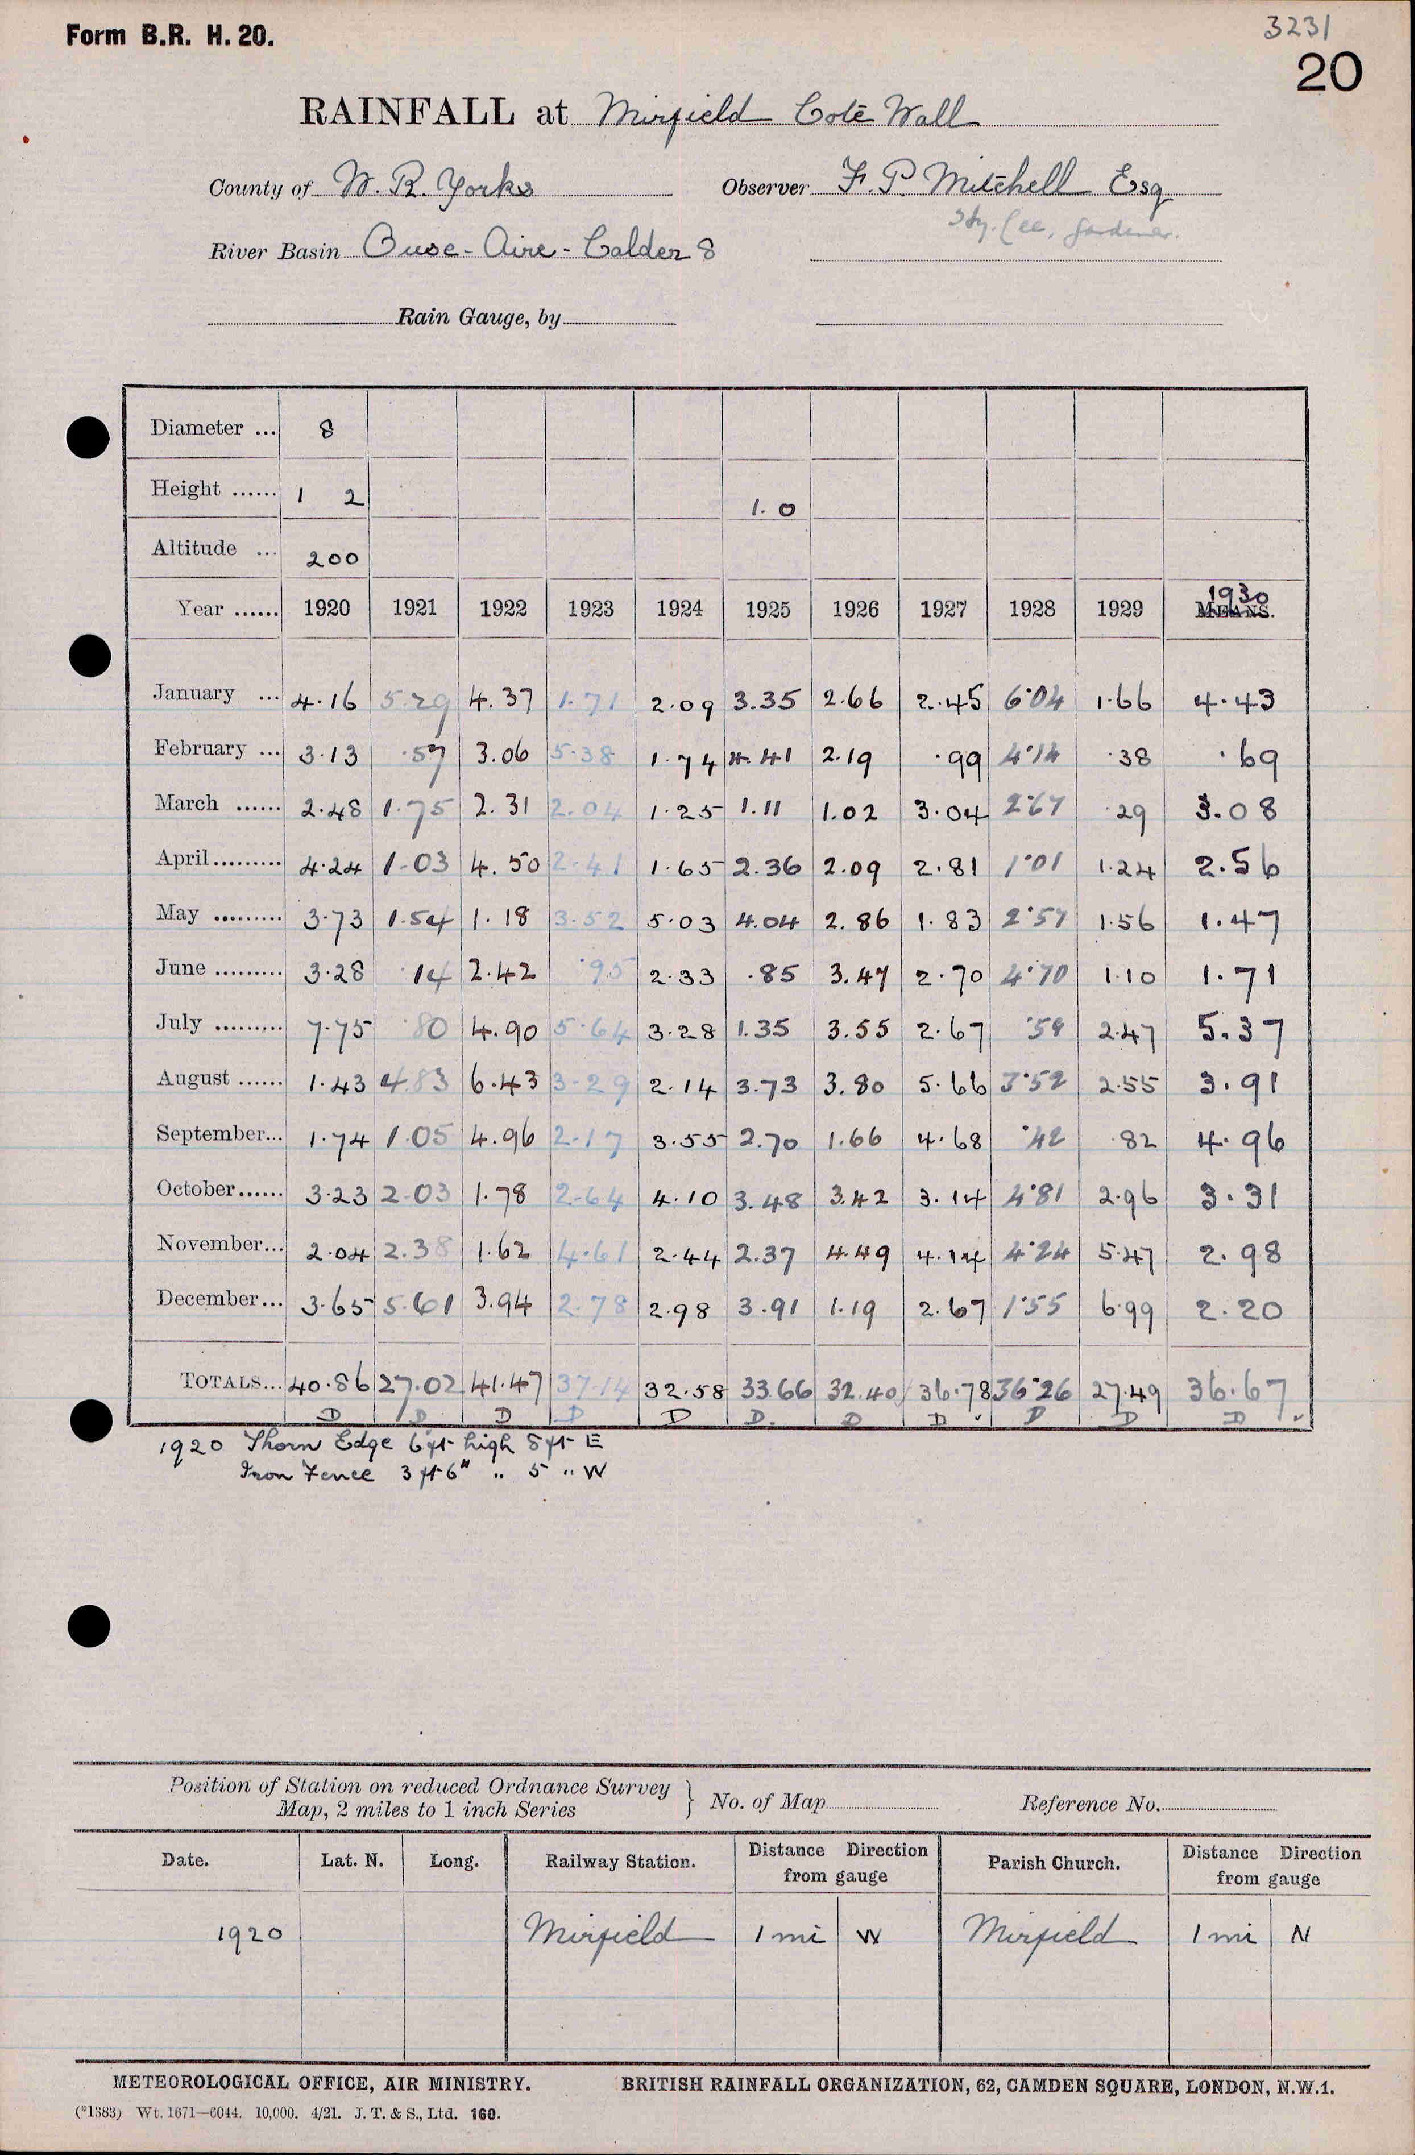 Form B.R. H. 20.
3231
20
RAINFALL at Mirfield Cote Wall
County of W. R. Yorks Observer F. P. Mitchell Esq
Hy. Lee, gardener.
River Basin Ouse - Aire - Calder 8
Rain Gauge, by
Diameter ... 8
Height ...... 1 2 1.0
Altitude ... 200
Year ...... 1920 1921 1922 1923 1924 1925 1926 1927 1928 1929 MEANS. 1930
January ... 4.16 5.29 4.37 1.71 2.09 3.35 2.66 2.45 6.04 1.66 4.43
February ... 3.13 .57 3.06 5.38 1.74 4.41 2.19 .99 4.14 .38 .69
March ...... 2.48 1.75 2.31 2.04 1.25 1.11 1.02 3.04 2.67 .29 3.08
April ......... 4.24 1.03 4.50 2.41 1.65 2.36 2.09 2.81 1.01 1.24 2.56
May ......... 3.73 1.54 1.18 3.52 5.03 4.04 2.86 1.83 2.57 1.56 1.47
June ......... 3.28 .14 2.42 .95 2.33 .85 3.47 2.70 4.70 1.10 1.71
July ......... 7.75 .80 4.90 5.64 3.28 1.35 3.55 2.67 .59 2.47 5.37
August ...... 1.43 4.83 6.43 3.29 2.14 3.73 3.80 5.66 3.52 2.55 3.91
September... 1.74 1.05 4.96 2.17 3.55 2.70 1.66 4.68 .42 .82 4.96
October...... 3.23 2.03 1.78 2.64 4.10 3.48 3.42 3.14 4.81 2.96 3.31
November... 2.04 2.38 1.62 4.61 2.44 2.37 4.49 4.14 4.24 5.47 2.98
December... 3.65 5.61 3.94 2.78 2.98 3.91 1.19 2.67 1.55 6.99 2.20
TOTALS... 40.86 27.02 41.47 37.14 32.58 33.66 32.40 36.78 36.26 27.49 36.67
D D D D D D. D D D D D
1920 Thorn Edge 6 ft high 8 ft E
Iron Fence 3 ft 6" " 5 " W
Position of Station on reduced Ordnance Survey
Map, 2 miles to 1 inch Series } No. of Map Reference No.
Date. Lat. N. Long. Railway Station. Distance Direction from gauge Parish Church. Distance Direction from gauge
1920 Mirfield 1 mi W Mirfield 1 mi N
METEOROLOGICAL OFFICE, AIR MINISTRY. BRITISH RAINFALL ORGANIZATION, 62, CAMDEN SQUARE, LONDON, N.W.1.
(*1383) Wt. 1671—6044. 10,000. 4/21. J. T. & S., Ltd. 160.